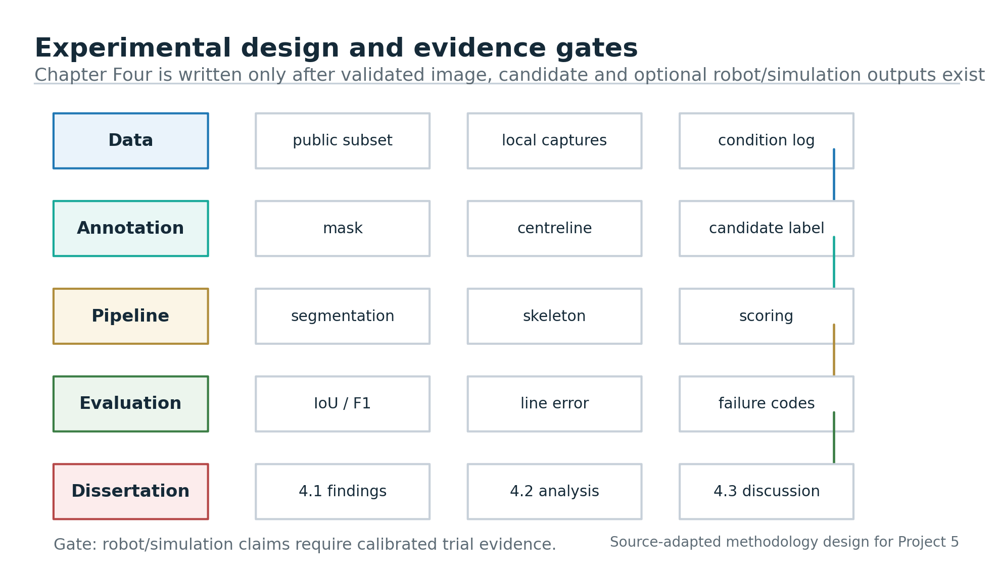 Experimental design and evidence gates
Chapter Four is written only after validated image, candidate and optional robot/simulation outputs exist
Data
public subset
local captures
condition log
Annotation
mask
centreline
candidate label
Pipeline
segmentation
skeleton
scoring
Evaluation
IoU / F1
line error
failure codes
Dissertation
4.1 findings
4.2 analysis
4.3 discussion
Gate: robot/simulation claims require calibrated trial evidence.
Source-adapted methodology design for Project 5